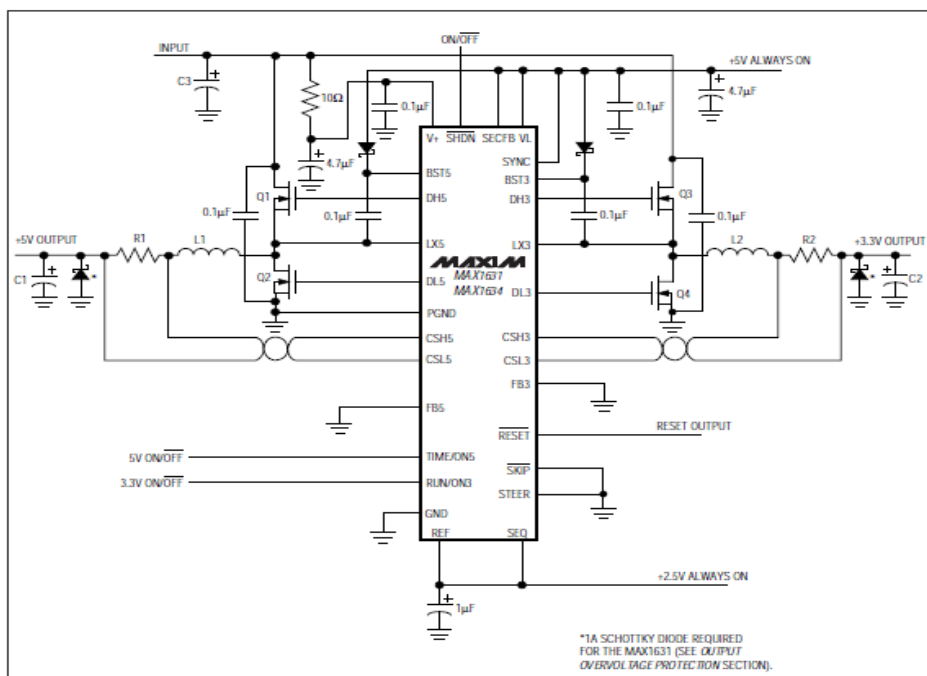 ON/OFF
INPUT
+5V ALWAYS ON
C3
10Ω
0.1µF
0.1µF
4.7µF
V+
SHDN
SECFB
VL
4.7µF
SYNC
BST5
BST3
Q1
DH5
DH3
Q3
0.1µF
0.1µF
0.1µF
0.1µF
+5V OUTPUT
R1
L1
LX5
LX3
L2
R2
+3.3V OUTPUT
MAXIM
C1
*
Q2
DL5
MAX1631
MAX1634
DL3
Q4
*
C2
PGND
CSH5
CSH3
CSL5
CSL3
FB3
FB5
RESET
RESET OUTPUT
5V ON/OFF
TIME/ON5
SKIP
3.3V ON/OFF
RUN/ON3
STEER
GND
REF
SEQ
+2.5V ALWAYS ON
1µF
*1A SCHOTTKY DIODE REQUIRED
FOR THE MAX1631 (SEE OUTPUT
OVERVOLTAGE PROTECTION SECTION).